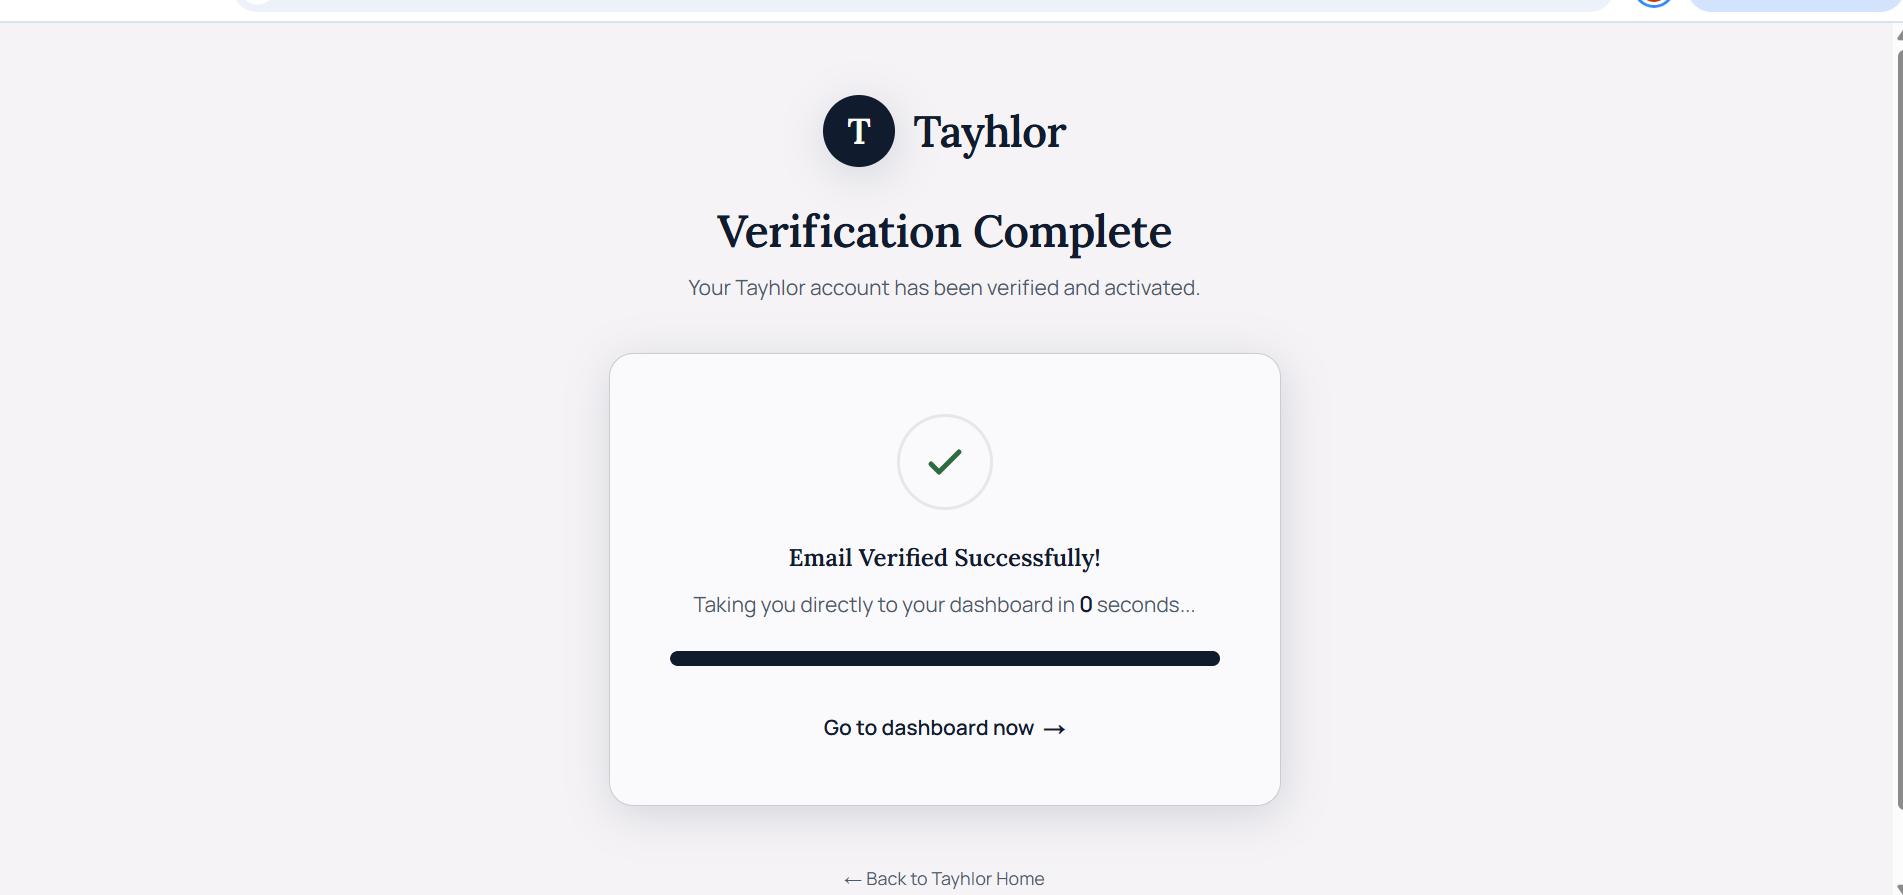 T Tayhlor
Verification Complete
Your Tayhlor account has been verified and activated.
Email Verified Successfully!
Taking you directly to your dashboard in 0 seconds...
Go to dashboard now →
← Back to Tayhlor Home